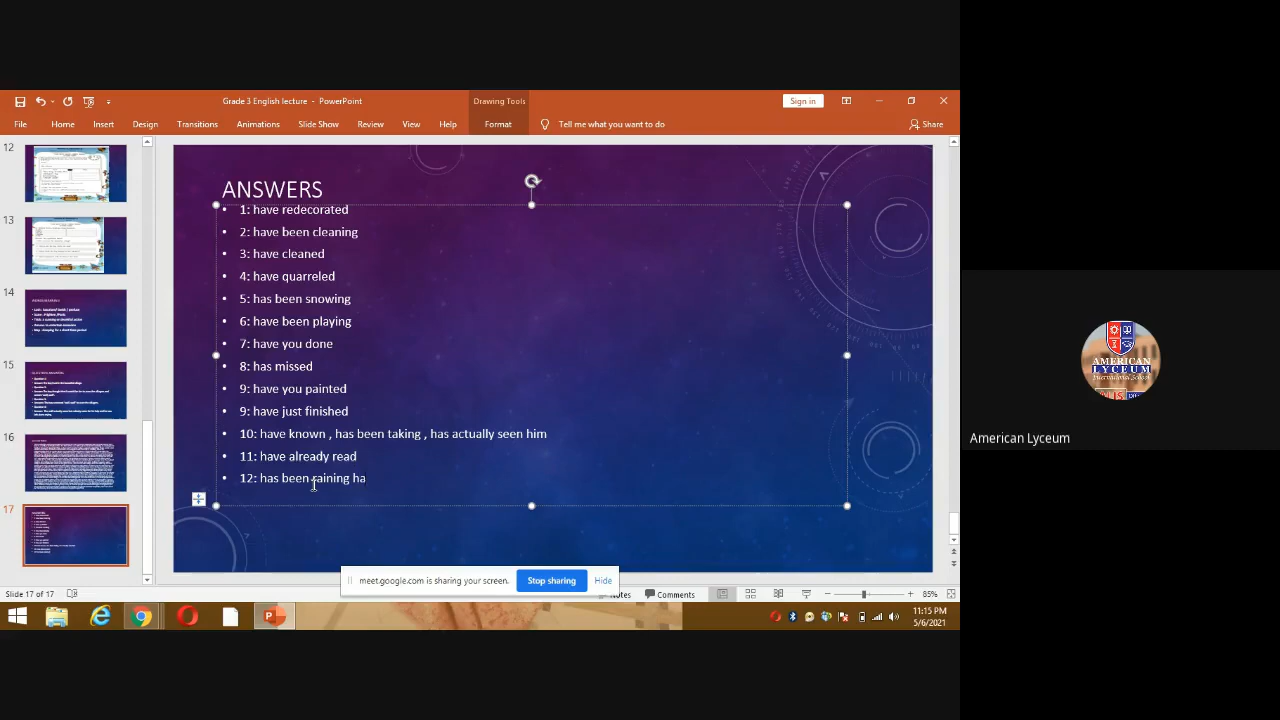 Grade 3 English lecture - PowerPoint
Drawing Tools
Sign in
File Home Insert Design Transitions Animations Slide Show Review View Help Format Tell me what you want to do Share
12
13
14
15
16
17
ANSWERS
• 1: have redecorated
• 2: have been cleaning
• 3: have cleaned
• 4: have quarreled
• 5: has been snowing
• 6: have been playing
• 7: have you done
• 8: has missed
• 9: have you painted
• 9: have just finished
• 10: have known , has been taking , has actually seen him
• 11: have already read
• 12: has been raining ha
meet.google.com is sharing your screen. Stop sharing Hide
Slide 17 of 17
Notes Comments 85%
11:15 PM
5/6/2021
AMERICAN
LYCEUM
International School
American Lyceum